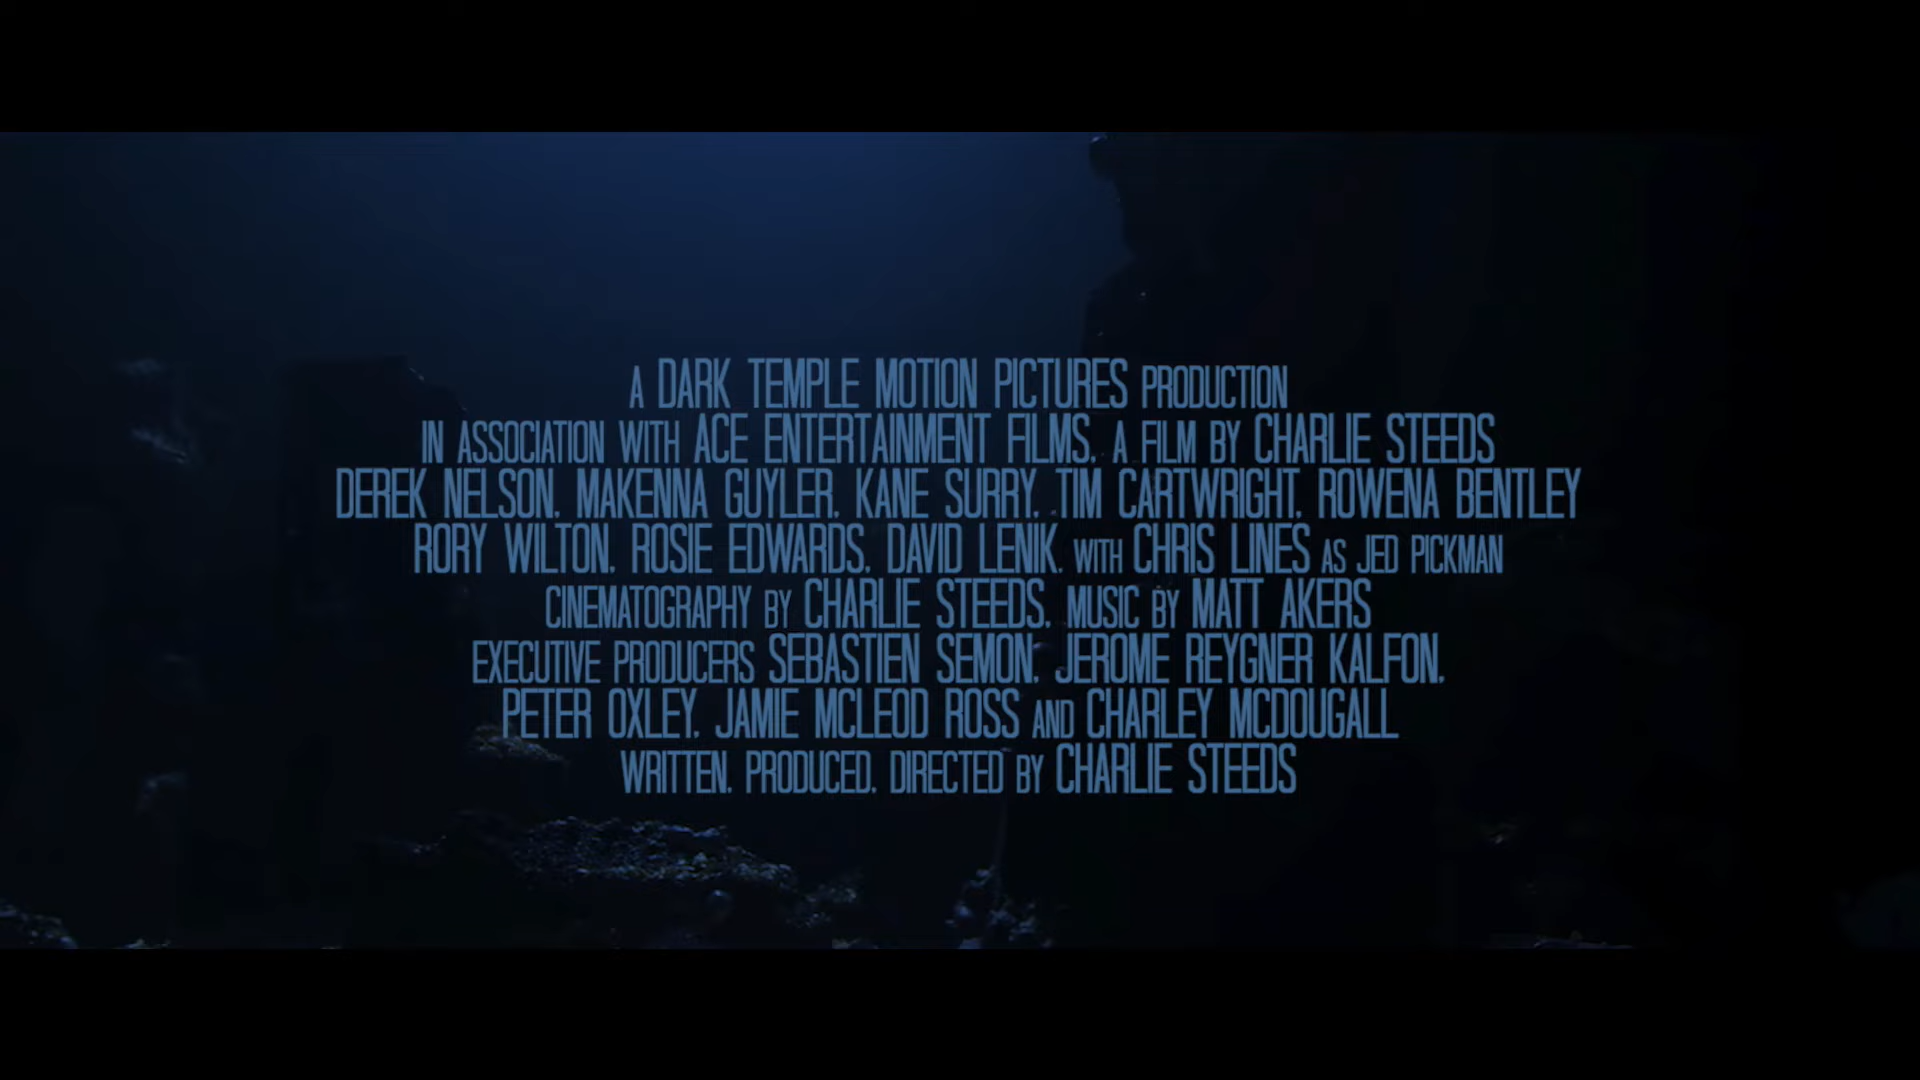 A DARK TEMPLE MOTION PICTURES PRODUCTION
IN ASSOCIATION WITH ACE ENTERTAINMENT FILMS, A FILM BY CHARLIE STEEDS
DEREK NELSON, MAKENNA GUYLER, KANE SURRY, TIM CARTWRIGHT, ROWENA BENTLEY
RORY WILTON, ROSIE EDWARDS, DAVID LENIK, WITH CHRIS LINES AS JED PICKMAN
CINEMATOGRAPHY BY CHARLIE STEEDS, MUSIC BY MATT AKERS
EXECUTIVE PRODUCERS SEBASTIEN SEMON, JEROME REYGNER KALFON,
PETER OXLEY, JAMIE MCLEOD ROSS AND CHARLEY MCDOUGALL
WRITTEN, PRODUCED, DIRECTED BY CHARLIE STEEDS